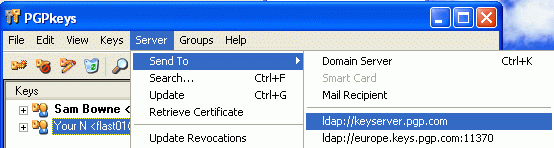 PGPkeys
File Edit View Keys Server Groups Help
Send To
Search... Ctrl+F
Update Ctrl+G
Retrieve Certificate
Update Revocations
Domain Server Ctrl+K
Smart Card
Mail Recipient
ldap://keyserver.pgp.com
ldap://europe.keys.pgp.com:11370
Keys
Sam Bowne <
Your N <flast01